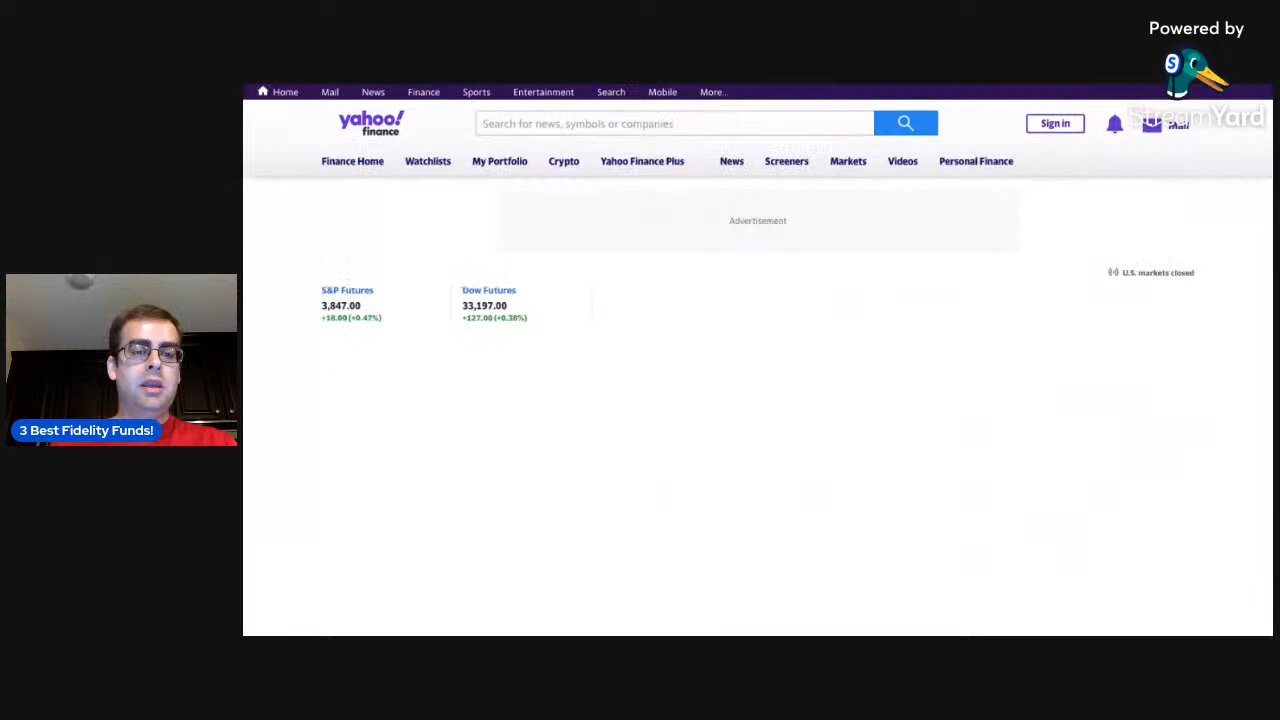 Powered by
S
StreamYard
Home Mail News Finance Sports Entertainment Search Mobile More...
yahoo!
finance
Search for news, symbols or companies
Sign in
Mail
Finance Home Watchlists My Portfolio Crypto Yahoo Finance Plus News Screeners Markets Videos Personal Finance
Advertisement
U.S. markets closed
S&P Futures
3,847.00
+18.00 (+0.47%)
Dow Futures
33,197.00
+127.00 (+0.38%)
3 Best Fidelity Funds!